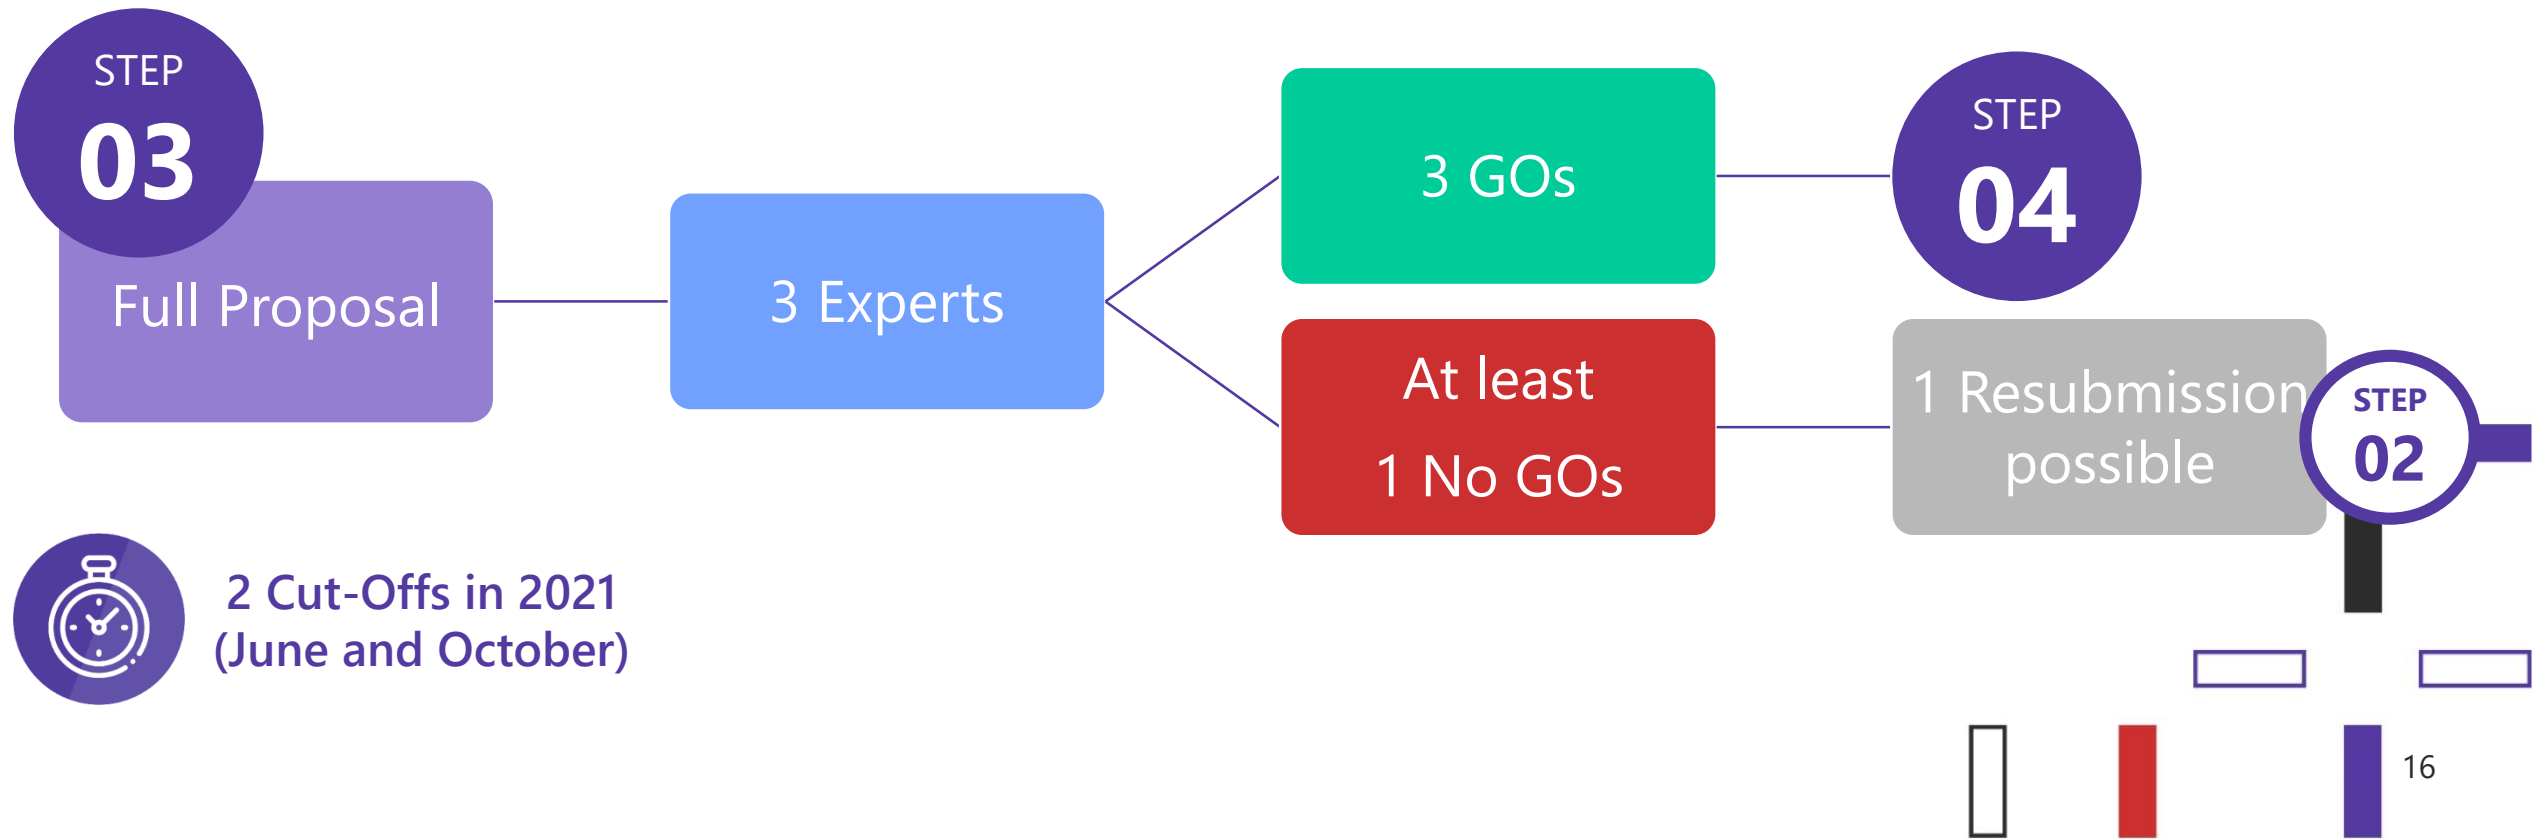 STEP
03
Full Proposal
3 Experts
3 GOs
STEP
04
At least
1 No GOs
1 Resubmission
possible
STEP
02
2 Cut-Offs in 2021
(June and October)
16